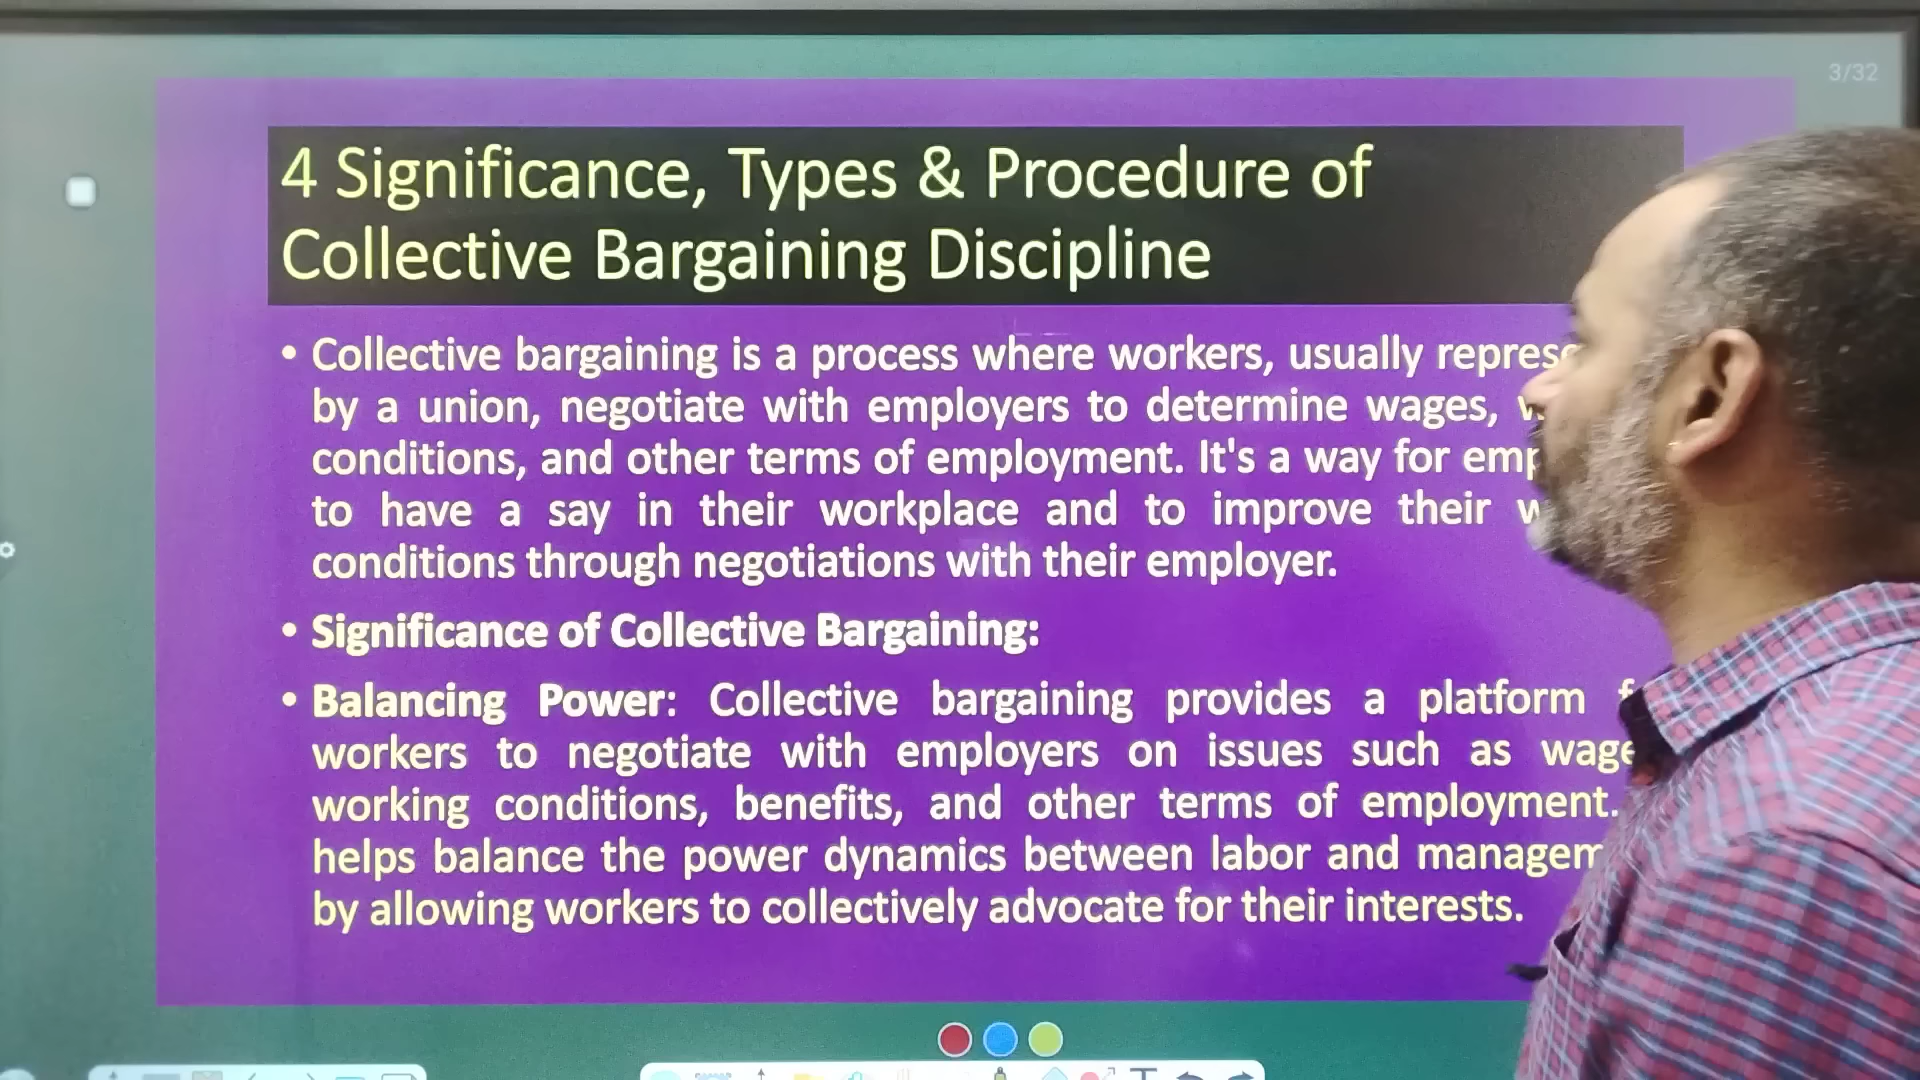 3/32
4 Significance, Types & Procedure of
Collective Bargaining Discipline
• Collective bargaining is a process where workers, usually
by a union, negotiate with employers to determine wages,
conditions, and other terms of employment. It's a way for
to have a say in their workplace and to improve their
conditions through negotiations with their employer.
• Significance of Collective Bargaining:
• Balancing Power: Collective bargaining provides a platform
workers to negotiate with employers on issues such as
working conditions, benefits, and other terms of employment.
helps balance the power dynamics between labor and
by allowing workers to collectively advocate for their interests.